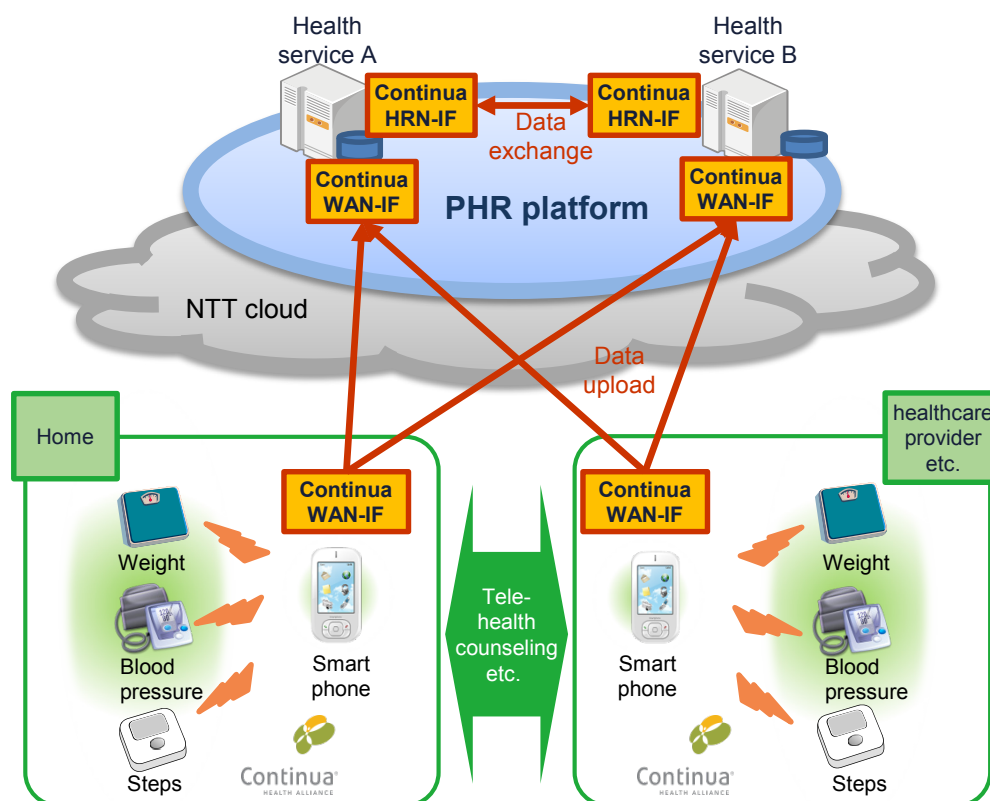 Health
service A
Health
service B
Continua
HRN-IF
Continua
HRN-IF
Data
exchange
Continua
WAN-IF
Continua
WAN-IF
PHR platform
NTT cloud
Data
upload
Home
healthcare
provider
etc.
Continua
WAN-IF
Continua
WAN-IF
Weight
Blood
pressure
Steps
Smart
phone
Tele-
health
counseling
etc.
Smart
phone
Weight
Blood
pressure
Steps
Continua®
HEALTH ALLIANCE
Continua®
HEALTH ALLIANCE